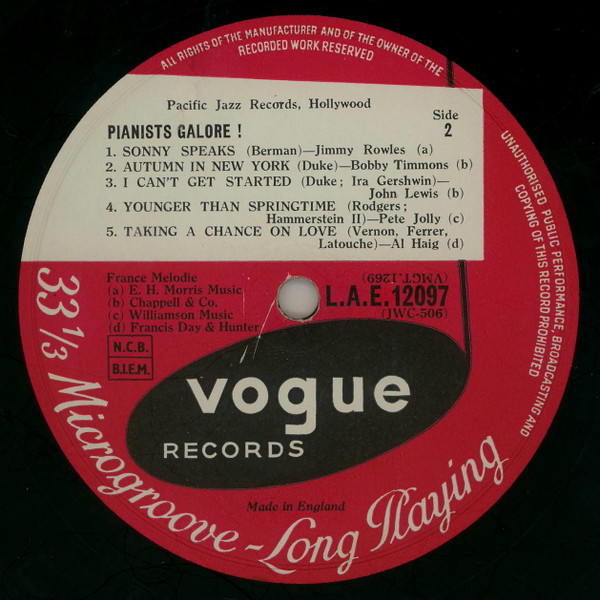 ALL RIGHTS OF THE MANUFACTURER AND OF THE OWNER OF THE
RECORDED WORK RESERVED
Pacific Jazz Records, Hollywood
Side
2
PIANISTS GALORE !
1. SONNY SPEAKS (Berman)—Jimmy Rowles (a)
2. AUTUMN IN NEW YORK (Duke)—Bobby Timmons (b)
3. I CAN'T GET STARTED (Duke; Ira Gershwin)—
John Lewis (b)
4. YOUNGER THAN SPRINGTIME (Rodgers;
Hammerstein II)—Pete Jolly (c)
5. TAKING A CHANCE ON LOVE (Vernon, Ferrer,
Latouche)—Al Haig (d)
UNAUTHORISED PUBLIC PERFORMANCE, BROADCASTING AND
COPYING OF THIS RECORD PROHIBITED
France Melodie
(a) E. H. Morris Music
(b) Chappell & Co.
(c) Williamson Music
(d) Francis Day & Hunter
(VMGT.1269)
L.A.E.12097
(JWC-506)
N.C.B.
B.I.E.M.
vogue
RECORDS
Made in England
33 1/3 Microgroove - Long Playing